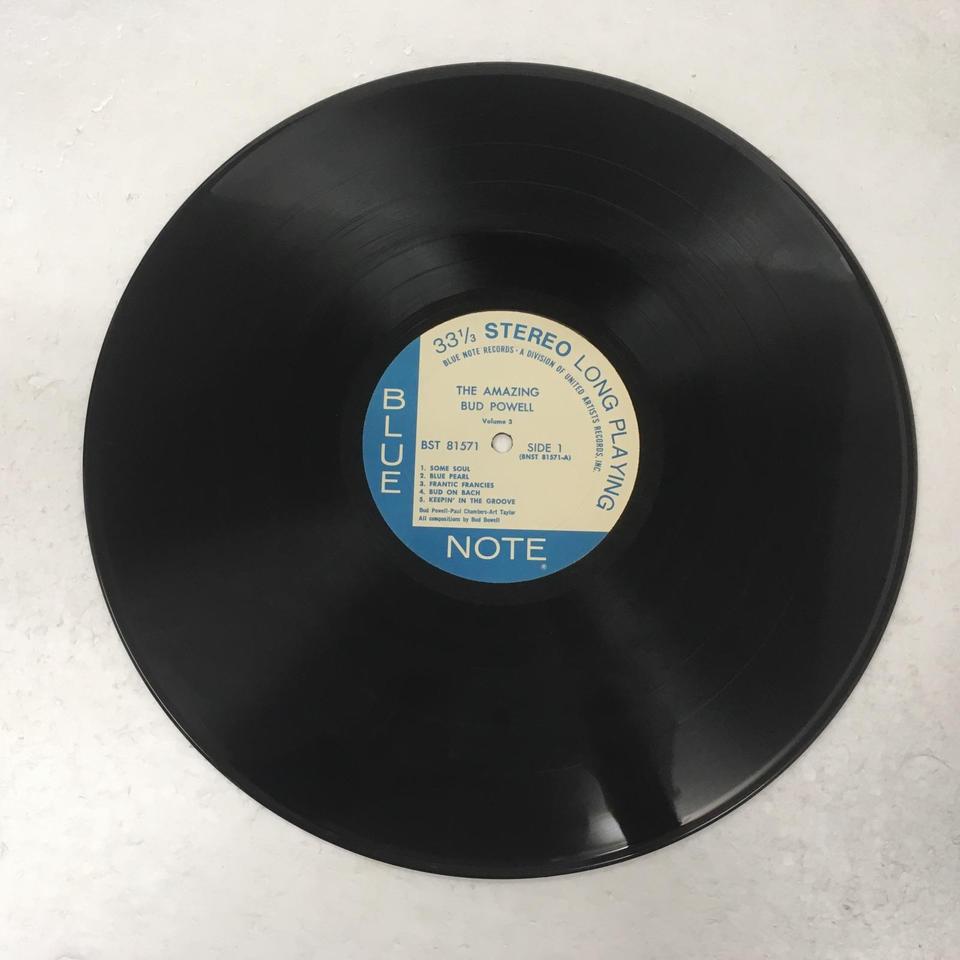 33⅓ STEREO LONG PLAYING
BLUE NOTE RECORDS • A DIVISION OF UNITED ARTISTS RECORDS, INC.
THE AMAZING
BUD POWELL
Volume 3
BST 81571
SIDE 1
(BNST 81571-A)
1. SOME SOUL
2. BLUE PEARL
3. FRANTIC FRANCIES
4. BUD ON BACH
5. KEEPIN' IN THE GROOVE
Bud Powell-Paul Chambers-Art Taylor
All compositions by Bud Bowell
BLUE
NOTE®